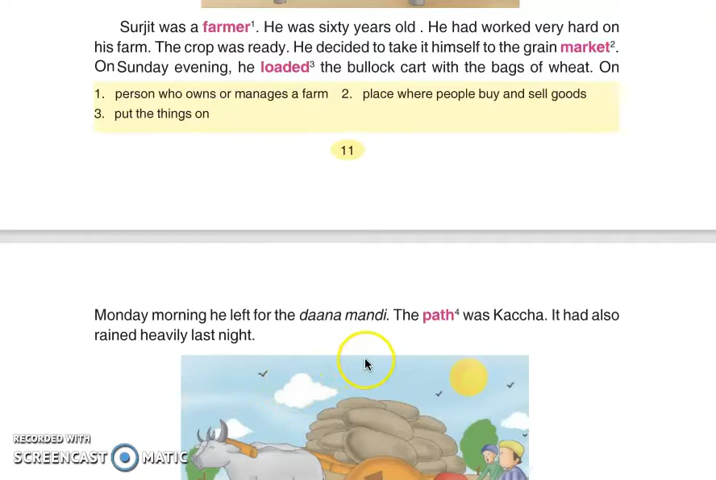 Surjit was a farmer¹. He was sixty years old . He had worked very hard on
his farm. The crop was ready. He decided to take it himself to the grain market².
On Sunday evening, he loaded³ the bullock cart with the bags of wheat. On
1. person who owns or manages a farm 2. place where people buy and sell goods
3. put the things on
11
Monday morning he left for the daana mandi. The path⁴ was Kaccha. It had also
rained heavily last night.
RECORDED WITH
SCREENCAST MATIC